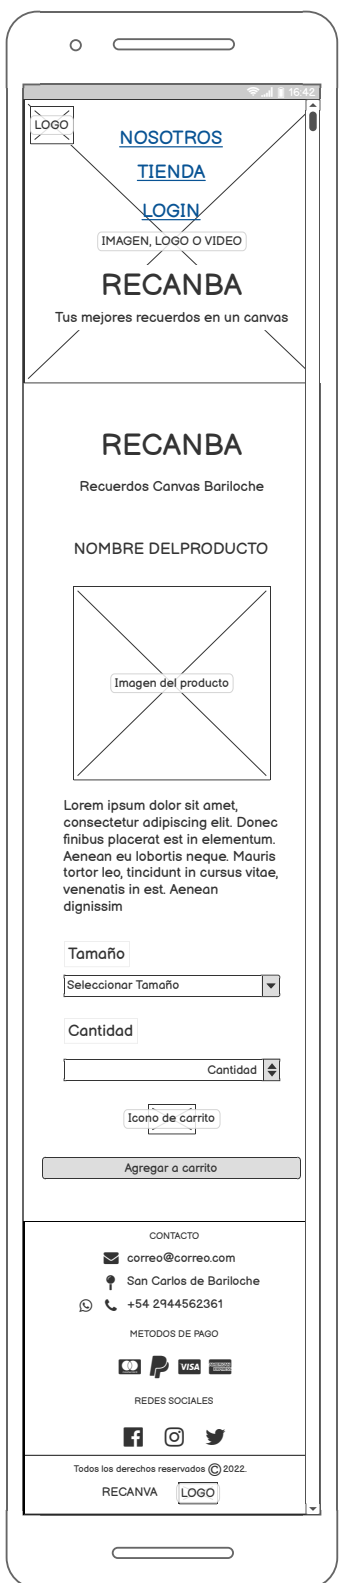 16:42
LOGO
NOSOTROS
TIENDA
LOGIN
IMAGEN, LOGO O VIDEO
RECANBA
Tus mejores recuerdos en un canvas
RECANBA
Recuerdos Canvas Bariloche
NOMBRE DELPRODUCTO
Imagen del producto
Lorem ipsum dolor sit amet,
consectetur adipiscing elit. Donec
finibus placerat est in elementum.
Aenean eu lobortis neque. Mauris
tortor leo, tincidunt in cursus vitae,
venenatis in est. Aenean
dignissim
Tamaño
Seleccionar Tamaño
Cantidad
Cantidad
Icono de carrito
Agregar a carrito
CONTACTO
correo@correo.com
San Carlos de Bariloche
+54 2944562361
METODOS DE PAGO
VISA
REDES SOCIALES
Todos los derechos reservados © 2022.
RECANVA LOGO